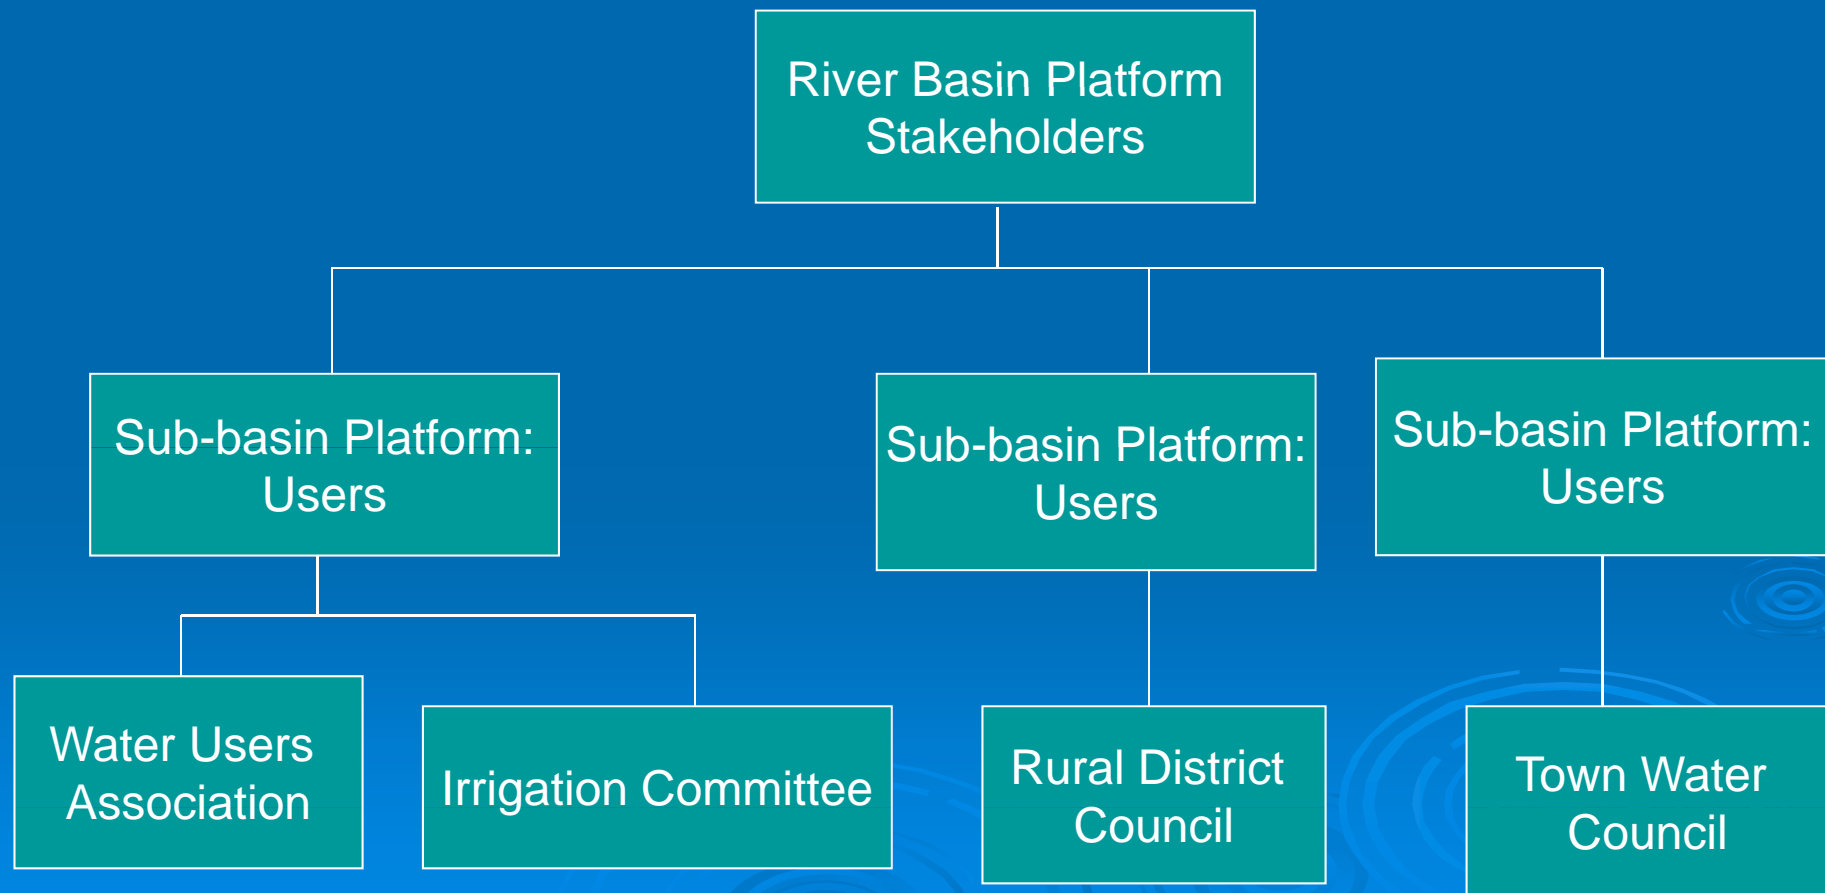 River Basin Platform
Stakeholders
Sub-basin Platform:
Users
Sub-basin Platform:
Users
Sub-basin Platform:
Users
Water Users
Association
Irrigation Committee
Rural District
Council
Town Water
Council